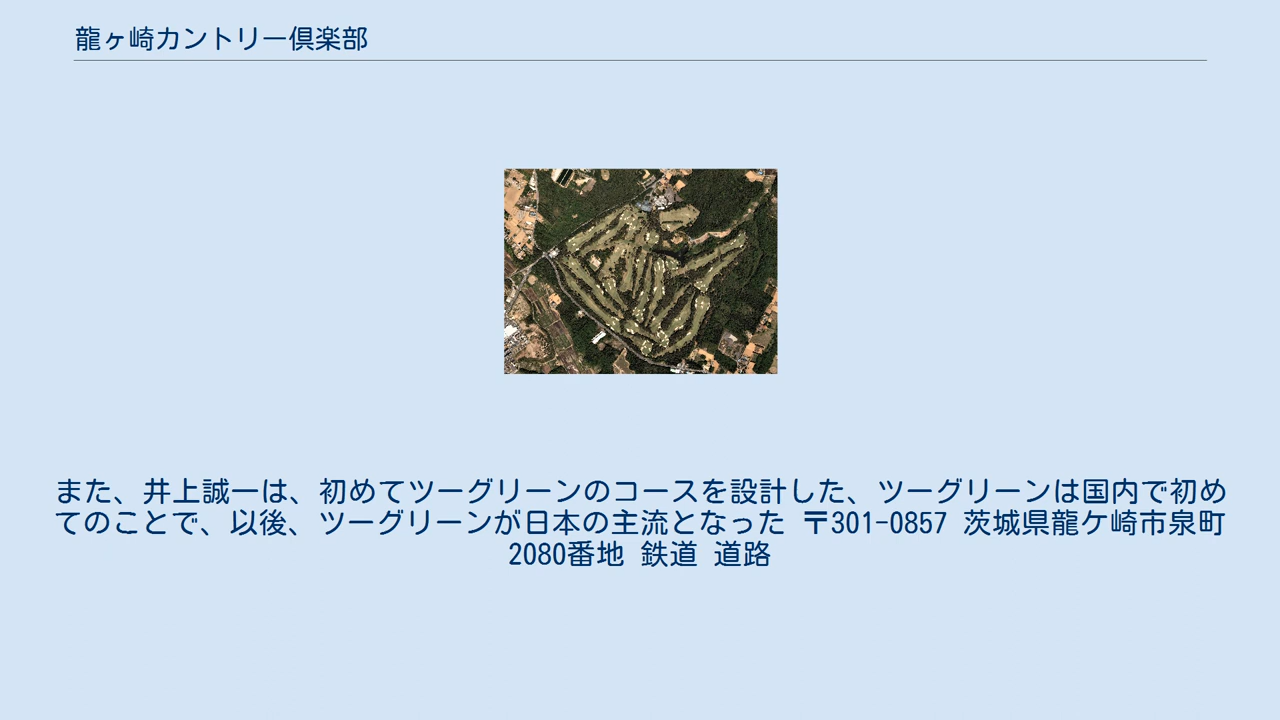 龍ヶ崎カントリー倶楽部
また、井上誠一は、初めてツーグリーンのコースを設計した、ツーグリーンは国内で初め
てのことで、以後、ツーグリーンが日本の主流となった 〒301-0857 茨城県龍ケ崎市泉町
2080番地 鉄道 道路